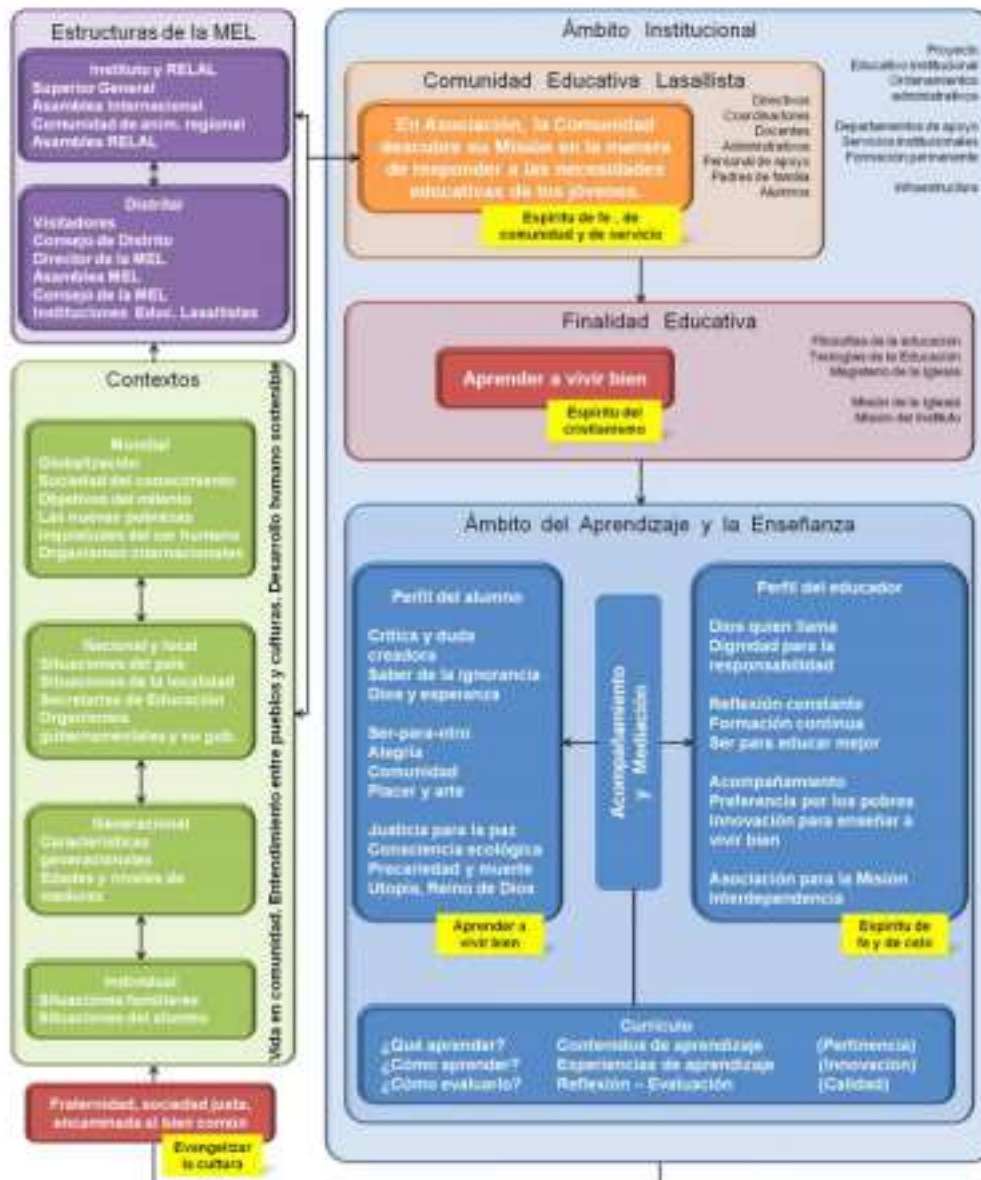 Estructuras de la MEL
Instituto y RELAL
Superior General
Asamblea Internacional
Comunidad de anim. regional
Asamblea RELAL
Distrital
Visitadores
Consejo de Distrito
Director de la MEL
Asamblea MEL
Consejo de la MEL
Instituciones Educ. Lasallistas
Contextos
Mundial
Globalización
Sociedad del conocimiento
Objetivos del milenio
Las nuevas pobrezas
Inquietudes del ser humano
Organismos internacionales
Nacional y local
Situaciones del país
Situaciones de la localidad
Secretarías de Educación
Organismos
gubernamentales y no gub.
Generacional
Características
generacionales
Edades y niveles de
madurez
Individual
Situaciones familiares
Situaciones del alumno
Vida en comunidad. Entendimiento entre pueblos y culturas. Desarrollo humano sostenible
Fraternidad, sociedad justa,
encaminada al bien común
Evangelizar
la cultura
Ámbito Institucional
Proyecto
Educativo Institucional
Ordenamientos
administrativos
Departamentos de apoyo
Servicios institucionales
Formación permanente
Infraestructura
Comunidad Educativa Lasallista
En Asociación, la Comunidad
descubre su Misión en la manera
de responder a las necesidades
educativas de los jóvenes.
Espíritu de fe , de
comunidad y de servicio
Directivos
Coordinadores
Docentes
Administrativos
Personal de apoyo
Padres de familia
Alumnos
Finalidad Educativa
Aprender a vivir bien
Espíritu del
cristianismo
Filosofías de la educación
Teologías de la Educación
Magisterio de la Iglesia
Misión de la Iglesia
Misión del Instituto
Ámbito del Aprendizaje y la Enseñanza
Perfil del alumno
Crítica y duda
creadora
Saber de la ignorancia
Dios y esperanza
Ser-para-otro
Alegría
Comunidad
Placer y arte
Justicia para la paz
Consciencia ecológica
Precariedad y muerte
Utopía, Reino de Dios
Aprender a
vivir bien
Acompañamiento
y Mediación
Perfil del educador
Dios quien llama
Dignidad para la
responsabilidad
Reflexión constante
Formación continua
Ser para educar mejor
Acompañamiento
Preferencia por los pobres
Innovación para enseñar a
vivir bien
Asociación para la Misión
Interdependencia
Espíritu de
fe y de celo
Currículo
¿Qué aprender? Contenidos de aprendizaje (Pertinencia)
¿Cómo aprender? Experiencias de aprendizaje (Innovación)
¿Cómo evaluarlo? Reflexión – Evaluación (Calidad)